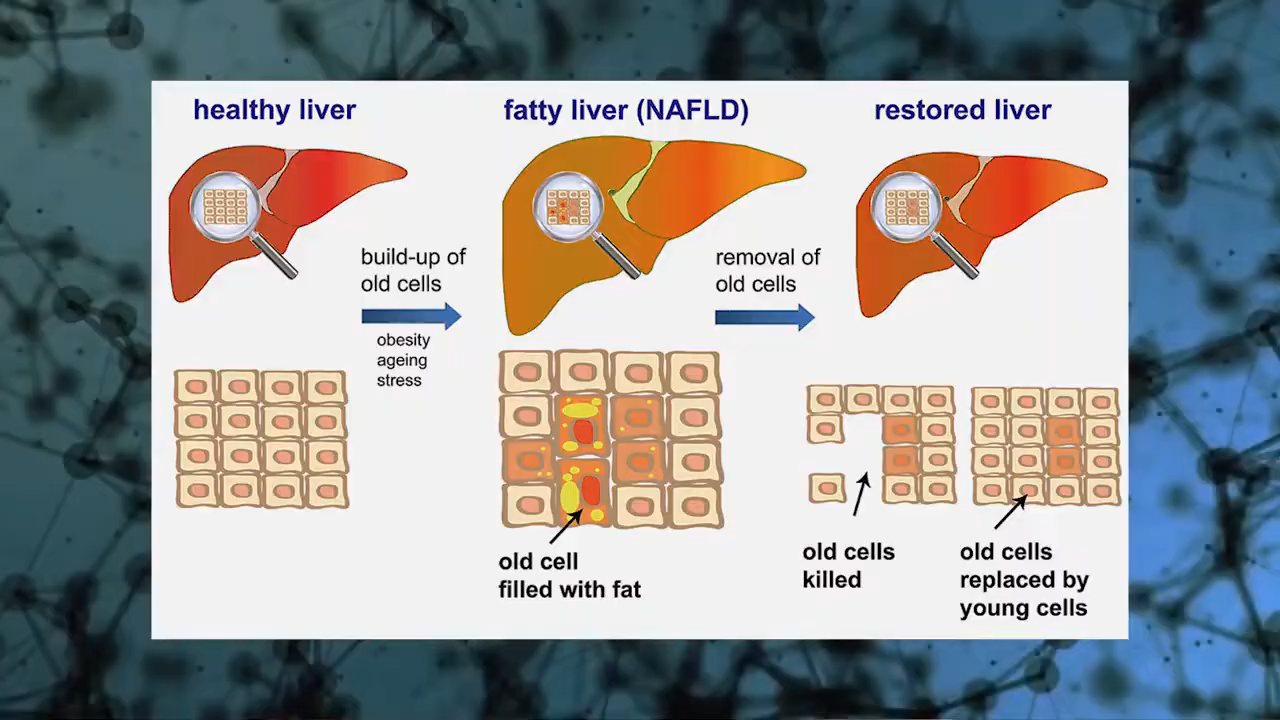 healthy liver
fatty liver (NAFLD)
restored liver
build-up of
old cells
obesity
ageing
stress
removal of
old cells
old cell
filled with fat
old cells
killed
old cells
replaced by
young cells